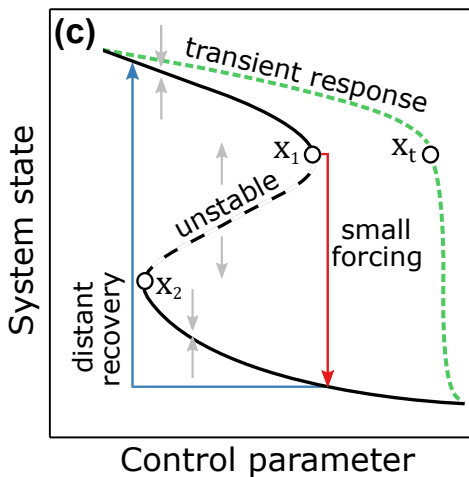 (c)
transient response
x₁
xₜ
unstable
small
forcing
x₂
distant
recovery
System state
Control parameter